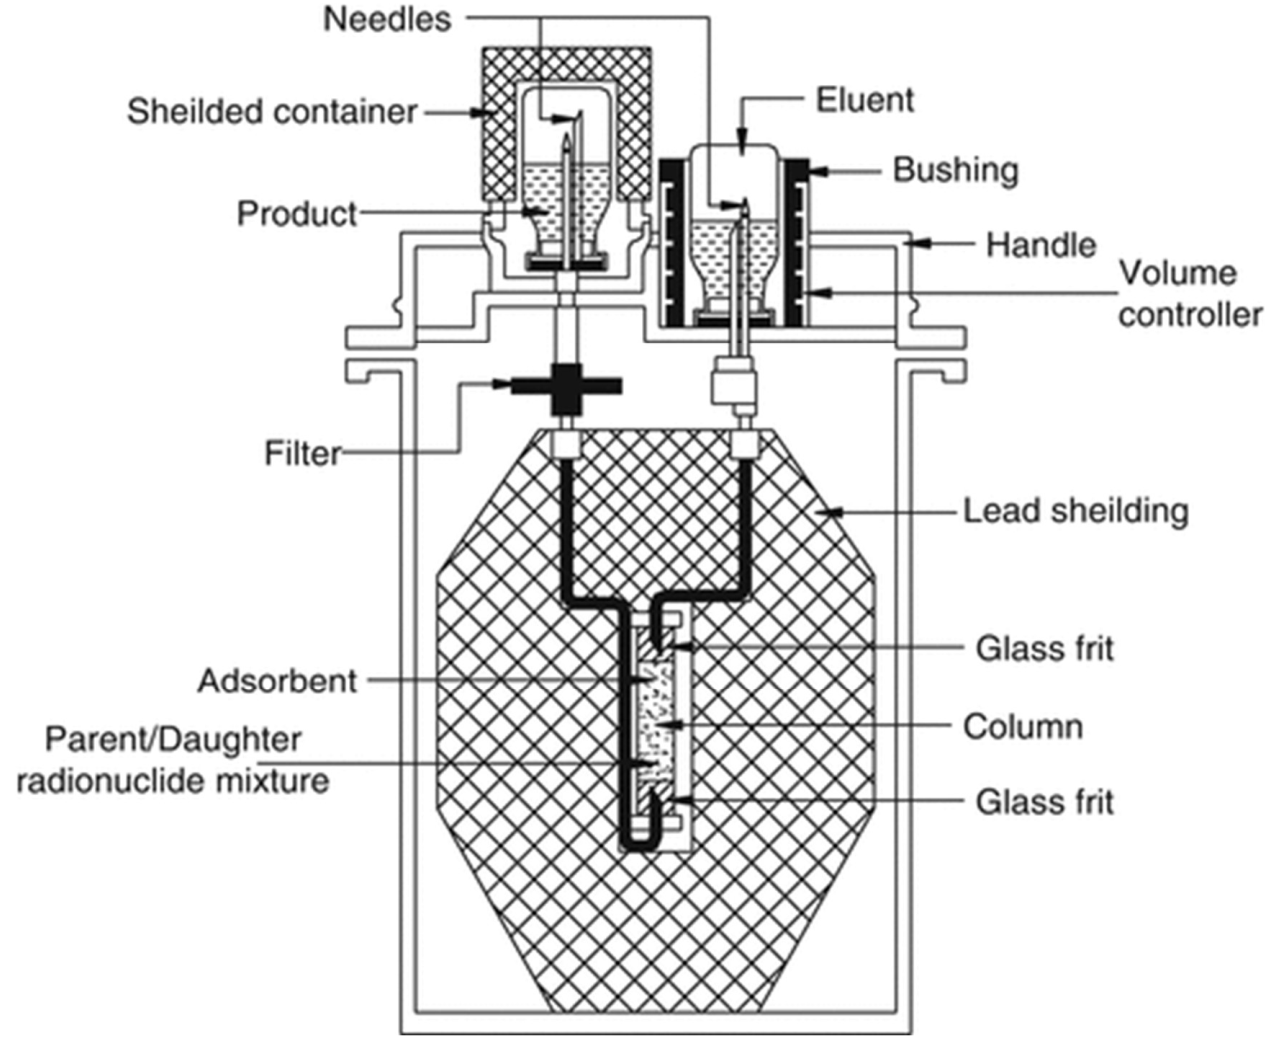 Needles
Eluent
Sheilded container
Bushing
Product
Handle
Volume
controller
Filter
Lead sheilding
Glass frit
Adsorbent
Column
Parent/Daughter
radionuclide mixture
Glass frit